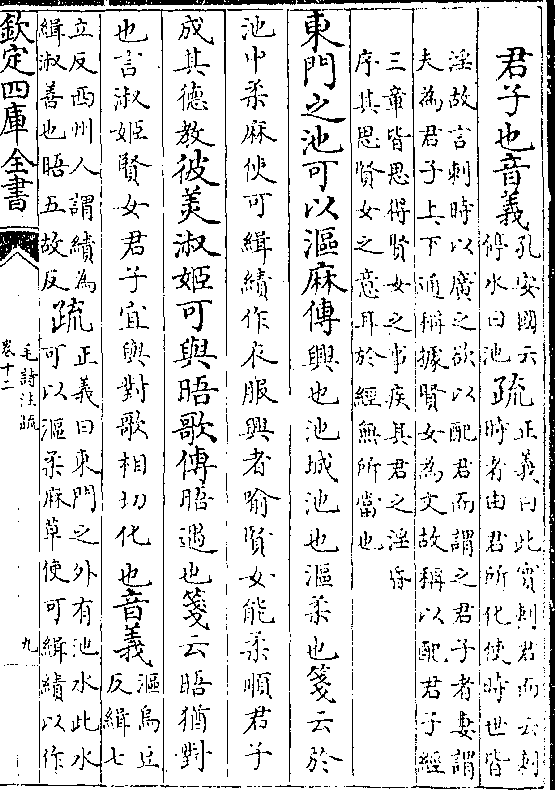 君子也音義
孔安國云
停水曰池
疏
正義曰此實刺君而云刺
時者由君所化使時世皆
淫故言刺時以廣之欲以配君而謂之君子者妻謂
夫為君子上下通稱據賢女為文故稱以配君子經
三章皆思得賢女之事疾其君之淫
序其思賢女之意耳於經無所當也
東門之池可以漚麻傳興也池城池也漚柔也箋云於
池中柔麻使可緝績作衣服興者喻賢女能柔順君子
成其德教彼美淑姬可與晤歌傳晤遇也箋云晤猶對
也言淑姬賢女君子宜與對歌相切化也音義
漚烏豆
反緝七
立反西州人謂績為
緝淑善也晤五故反
疏
正義曰東門之外有池水此水
可以漚柔麻草使可緝績以作
欽定四庫全書
毛詩注疏
卷十二
九